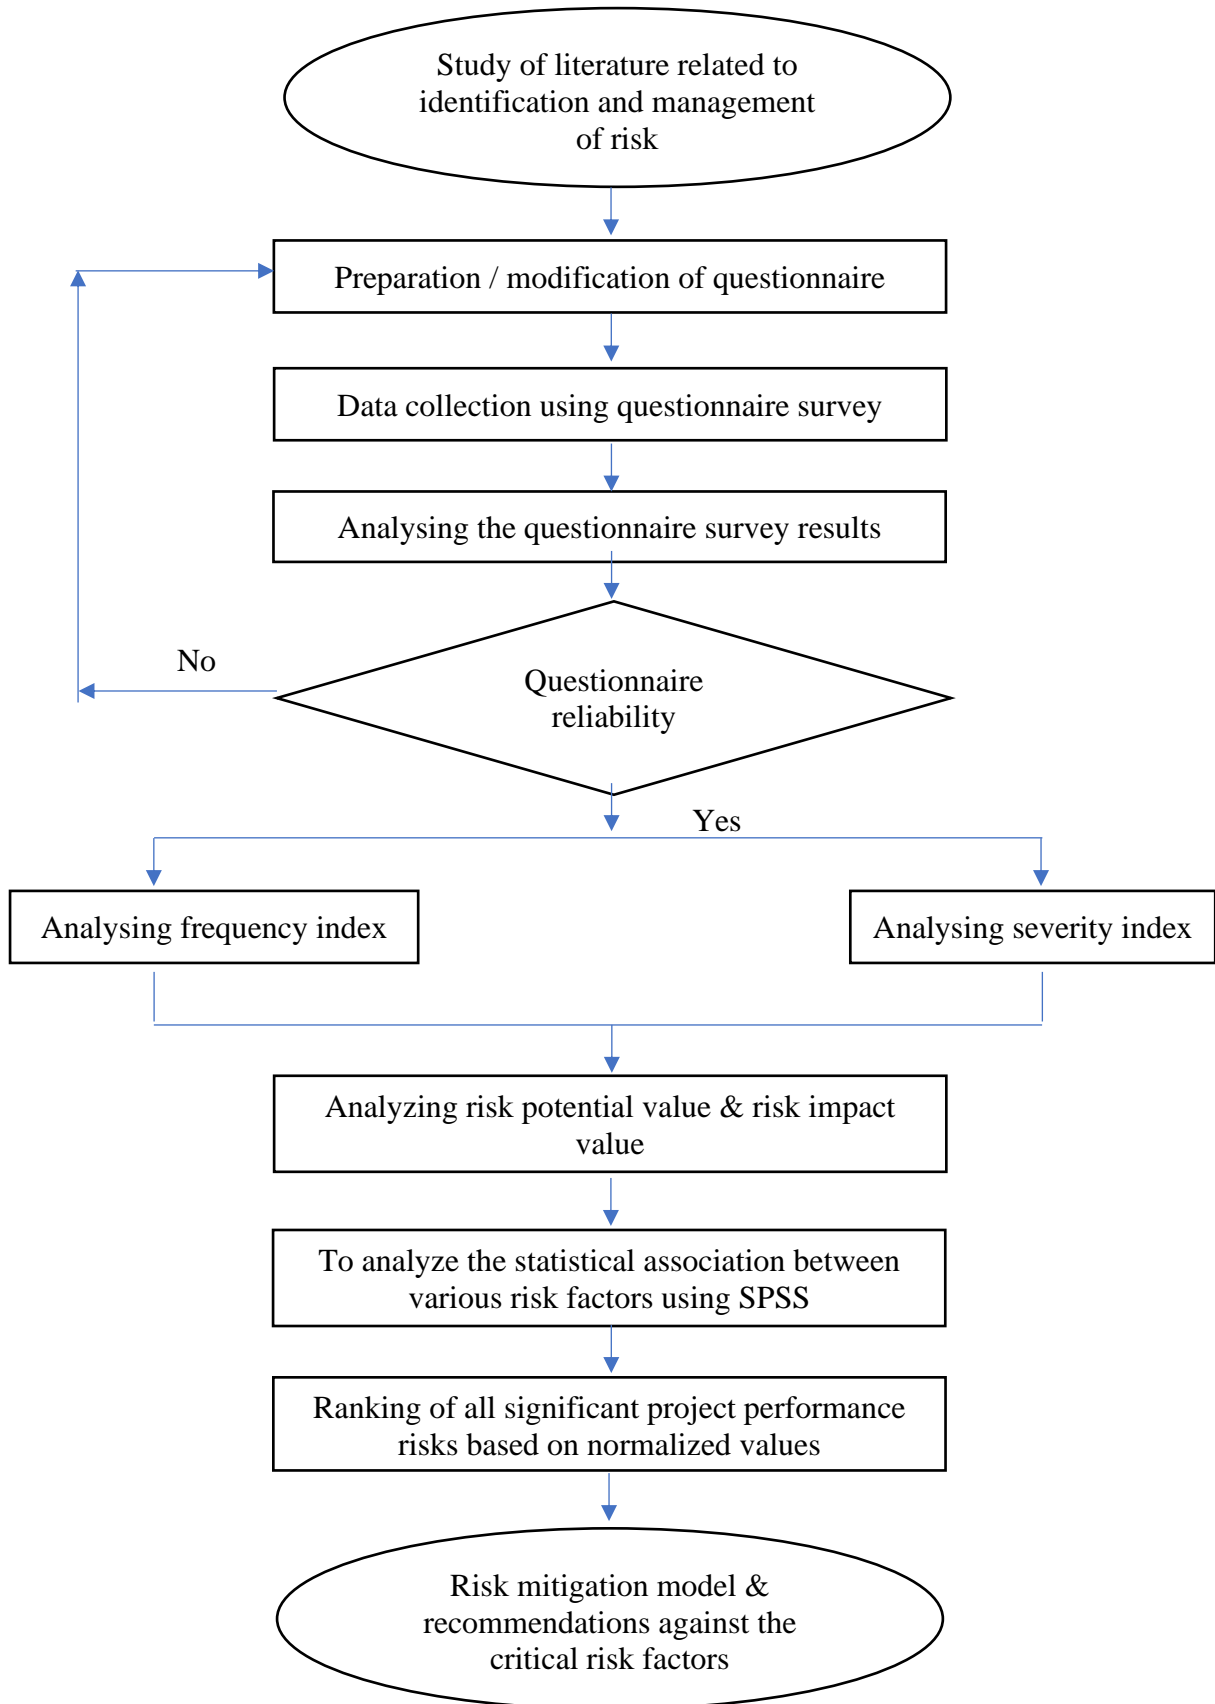 Study of literature related to
identification and management
of risk
Preparation / modification of questionnaire
Data collection using questionnaire survey
Analysing the questionnaire survey results
No
Questionnaire
reliability
Yes
Analysing frequency index
Analysing severity index
Analyzing risk potential value & risk impact
value
To analyze the statistical association between
various risk factors using SPSS
Ranking of all significant project performance
risks based on normalized values
Risk mitigation model &
recommendations against the
critical risk factors